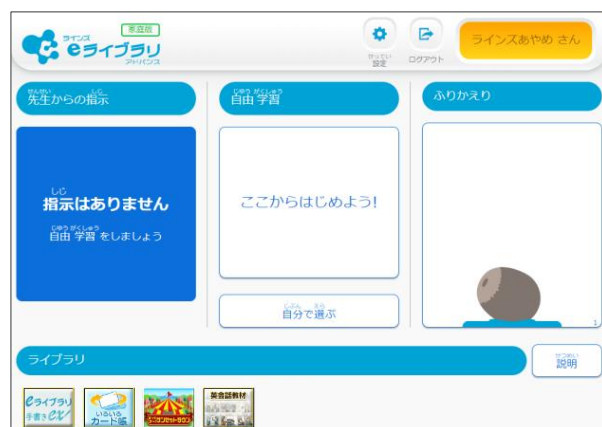 家庭版
ラインズ
eライブラリ
アドバンス
せってい
設定
ログアウト
ラインズあやめ さん
せんせい しじ
先生からの指示
じゆう がくしゅう
自由 学習
ふりかえり
しじ
指示はありません
じゆう がくしゅう
自由 学習 をしましょう
ここからはじめよう!
じぶん えら
自分で選ぶ
1
ライブラリ
せつめい
説明
eライブラリ
手書きEX!
いろいろ
カード帳
英会話教材